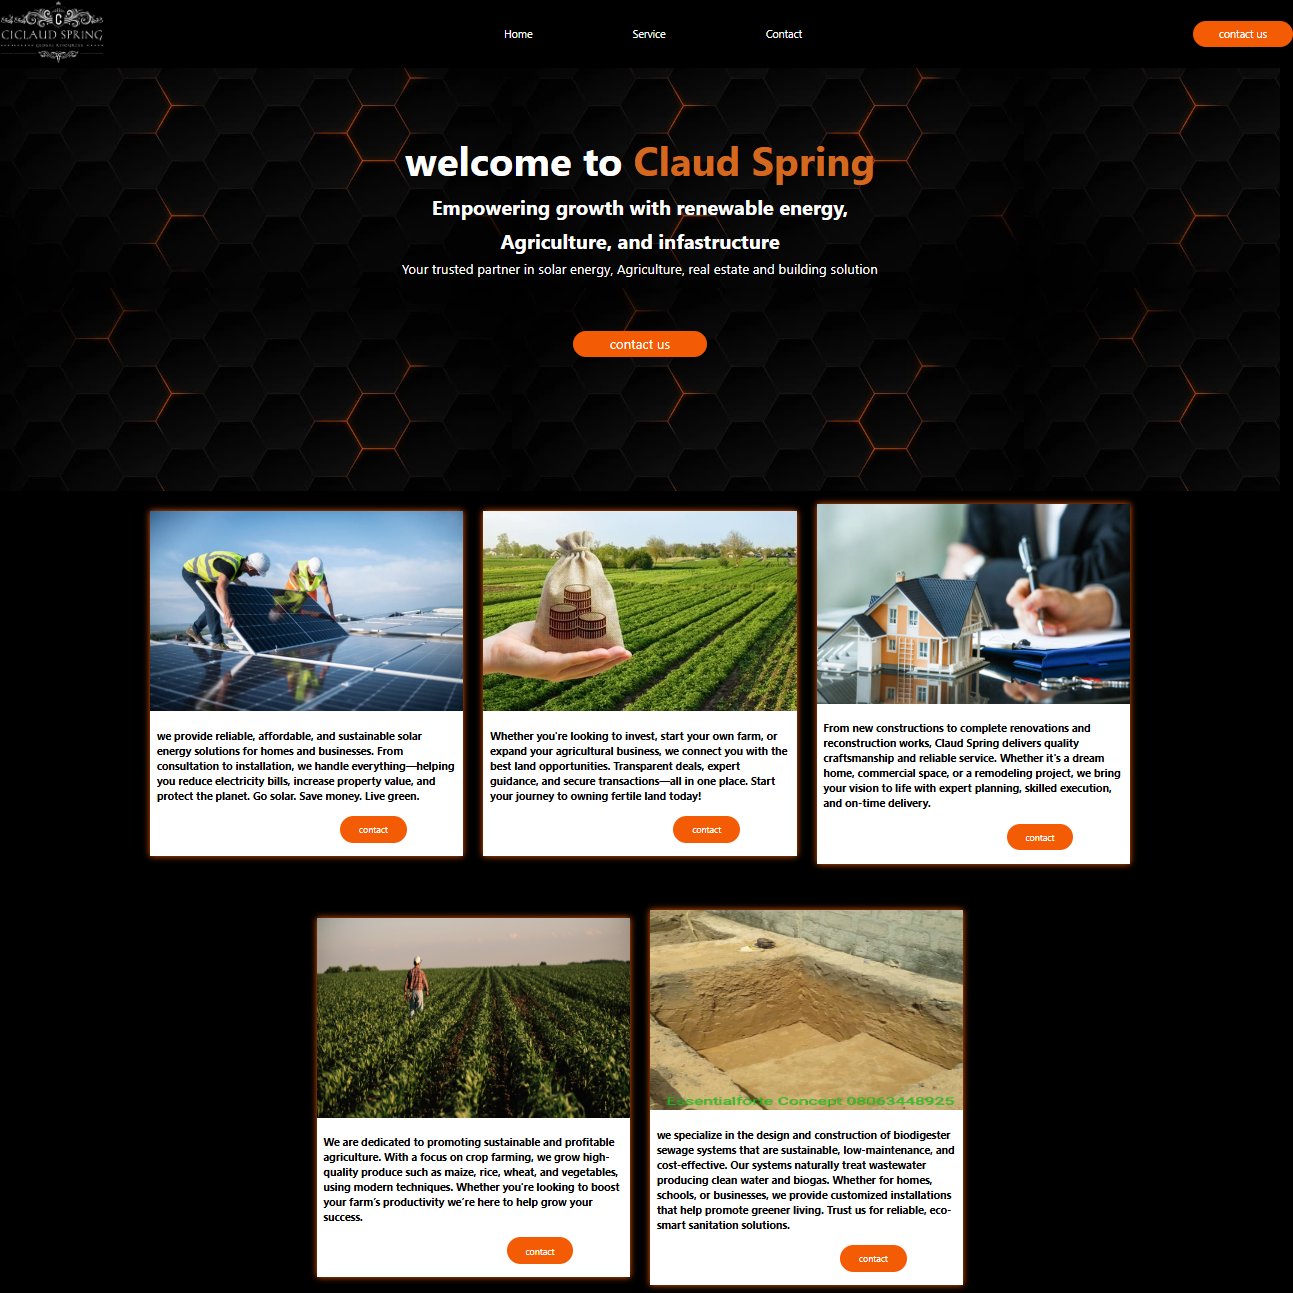 C
CICLAUD SPRING
GLOBAL RESOURCES
Home
Service
Contact
contact us
welcome to Claud Spring
Empowering growth with renewable energy,
Agriculture, and infastructure
Your trusted partner in solar energy, Agriculture, real estate and building solution
contact us
we provide reliable, affordable, and sustainable solar
energy solutions for homes and businesses. From
consultation to installation, we handle everything—helping
you reduce electricity bills, increase property value, and
protect the planet. Go solar. Save money. Live green.
contact
Whether you're looking to invest, start your own farm, or
expand your agricultural business, we connect you with the
best land opportunities. Transparent deals, expert
guidance, and secure transactions—all in one place. Start
your journey to owning fertile land today!
contact
From new constructions to complete renovations and
reconstruction works, Claud Spring delivers quality
craftsmanship and reliable service. Whether it's a dream
home, commercial space, or a remodeling project, we bring
your vision to life with expert planning, skilled execution,
and on-time delivery.
contact
We are dedicated to promoting sustainable and profitable
agriculture. With a focus on crop farming, we grow high-
quality produce such as maize, rice, wheat, and vegetables,
using modern techniques. Whether you're looking to boost
your farm's productivity we're here to help grow your
success.
contact
Essentialforte Concept 08063448925
we specialize in the design and construction of biodigester
sewage systems that are sustainable, low-maintenance, and
cost-effective. Our systems naturally treat wastewater
producing clean water and biogas. Whether for homes,
schools, or businesses, we provide customized installations
that help promote greener living. Trust us for reliable, eco-
smart sanitation solutions.
contact